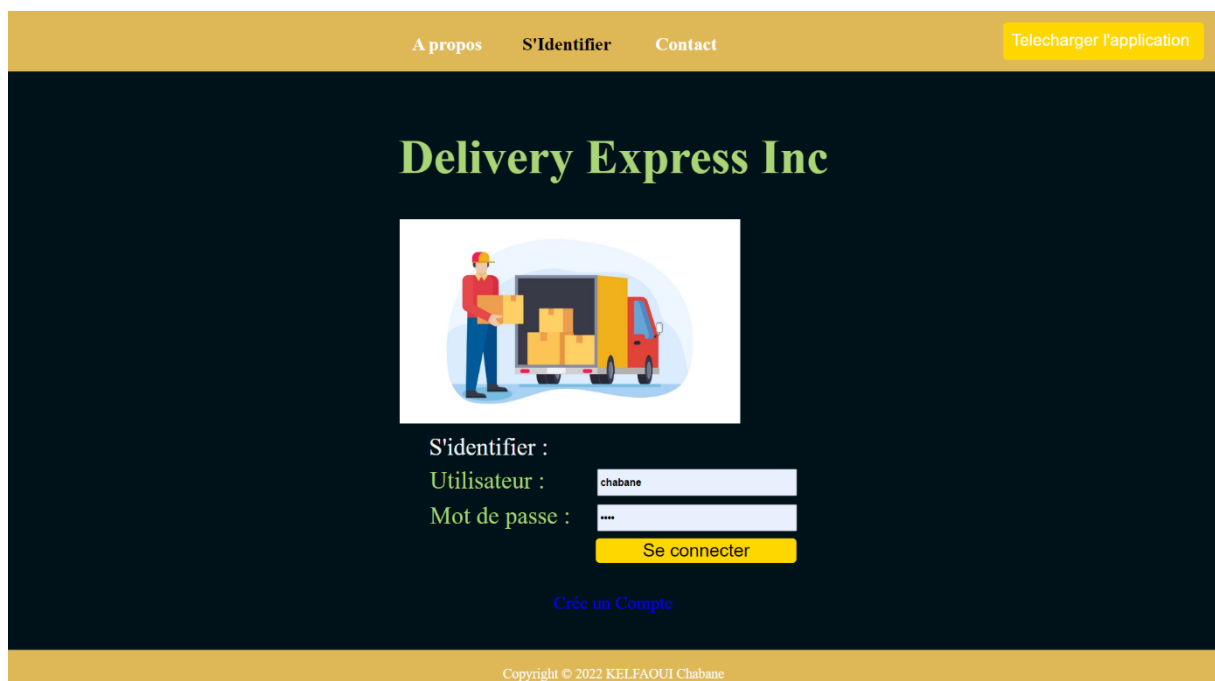 A propos S'Identifier Contact Telecharger l'application
Delivery Express Inc
S'identifier :
Utilisateur : chabane
Mot de passe : ••••
Se connecter
Crée un Compte
Copyright © 2022 KELFAOUI Chabane